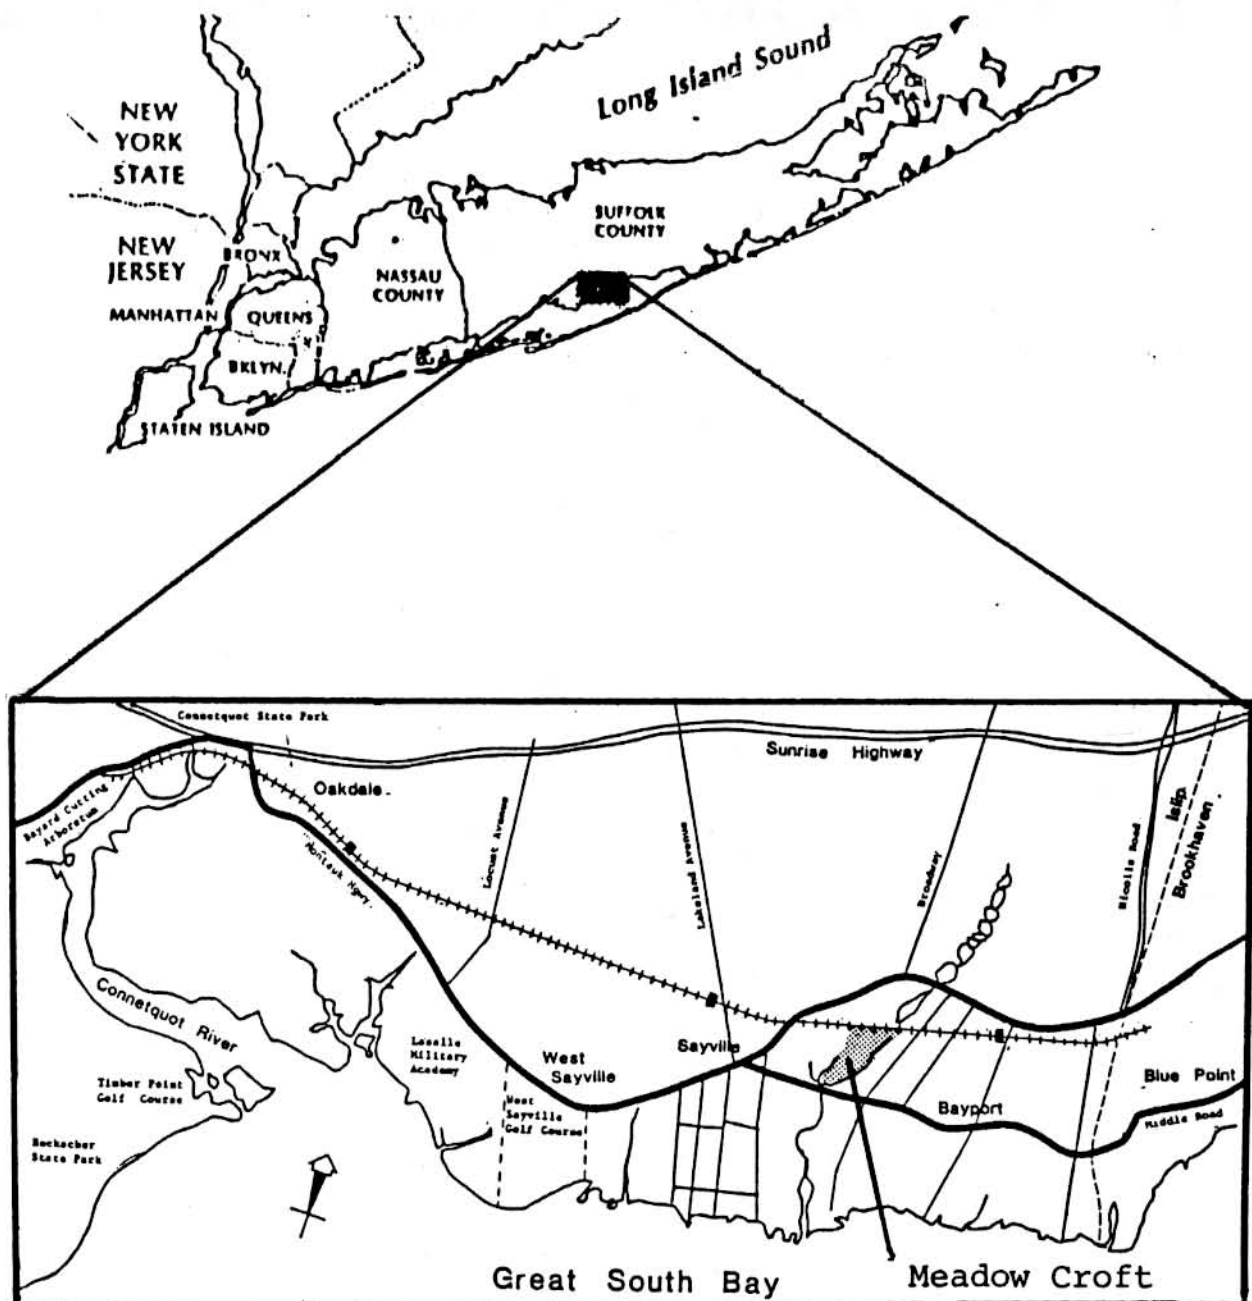 Long Island Sound
NEW
YORK
STATE
NEW
JERSEY
BRONX
MANHATTAN
QUEENS
BKLYN.
STATEN ISLAND
NASSAU
COUNTY
SUFFOLK
COUNTY
Connetquot State Park
Sunrise Highway
Oakdale
Bayard Cutting
Arboretum
Montauk Hgwy.
Locust Avenue
Lakeland Avenue
Broadway
Nicolls Road
Islip
Brookhaven
Connetquot River
Lasalle
Military
Academy
West
Sayville
Sayville
Timber Point
Golf Course
West
Sayville
Golf Course
Bayport
Blue Point
Middle Road
Heckscher
State Park
Great South Bay
Meadow Croft